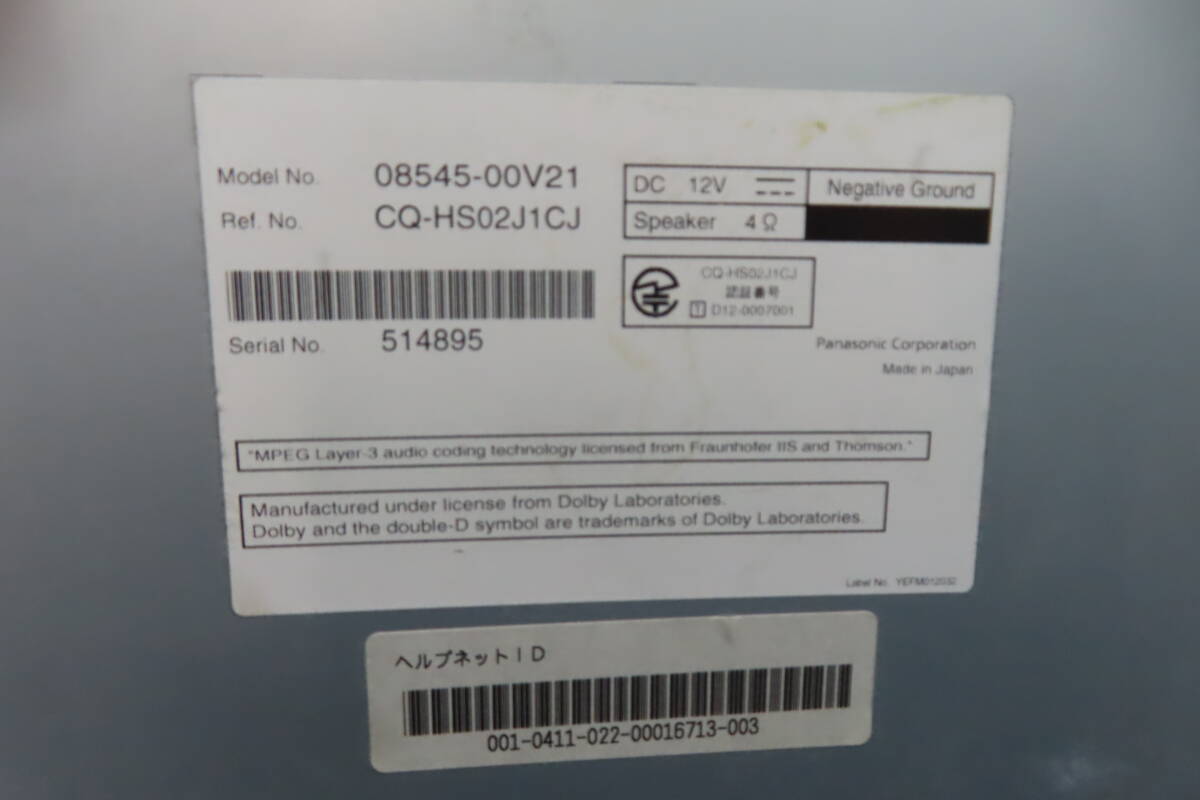 Model No. 08545-00V21
Ref. No. CQ-HS02J1CJ
DC 12V Negative Ground
Speaker 4Ω
CQ-HS02J1CJ
認証番号
T D12-0007001
Serial No. 514895
Panasonic Corporation
Made in Japan
"MPEG Layer-3 audio coding technology licensed from Fraunhofer IIS and Thomson."
Manufactured under license from Dolby Laboratories.
Dolby and the double-D symbol are trademarks of Dolby Laboratories.
Label No. YEFM012032
ヘルプネットID
001-0411-022-00016713-003